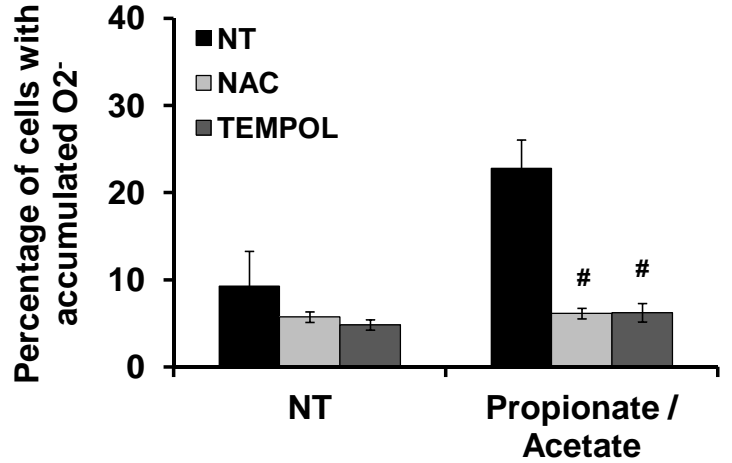 Percentage of cells with
accumulated O2-
40
30
20
10
0
NT
NAC
TEMPOL
#
#
NT
Propionate /
Acetate